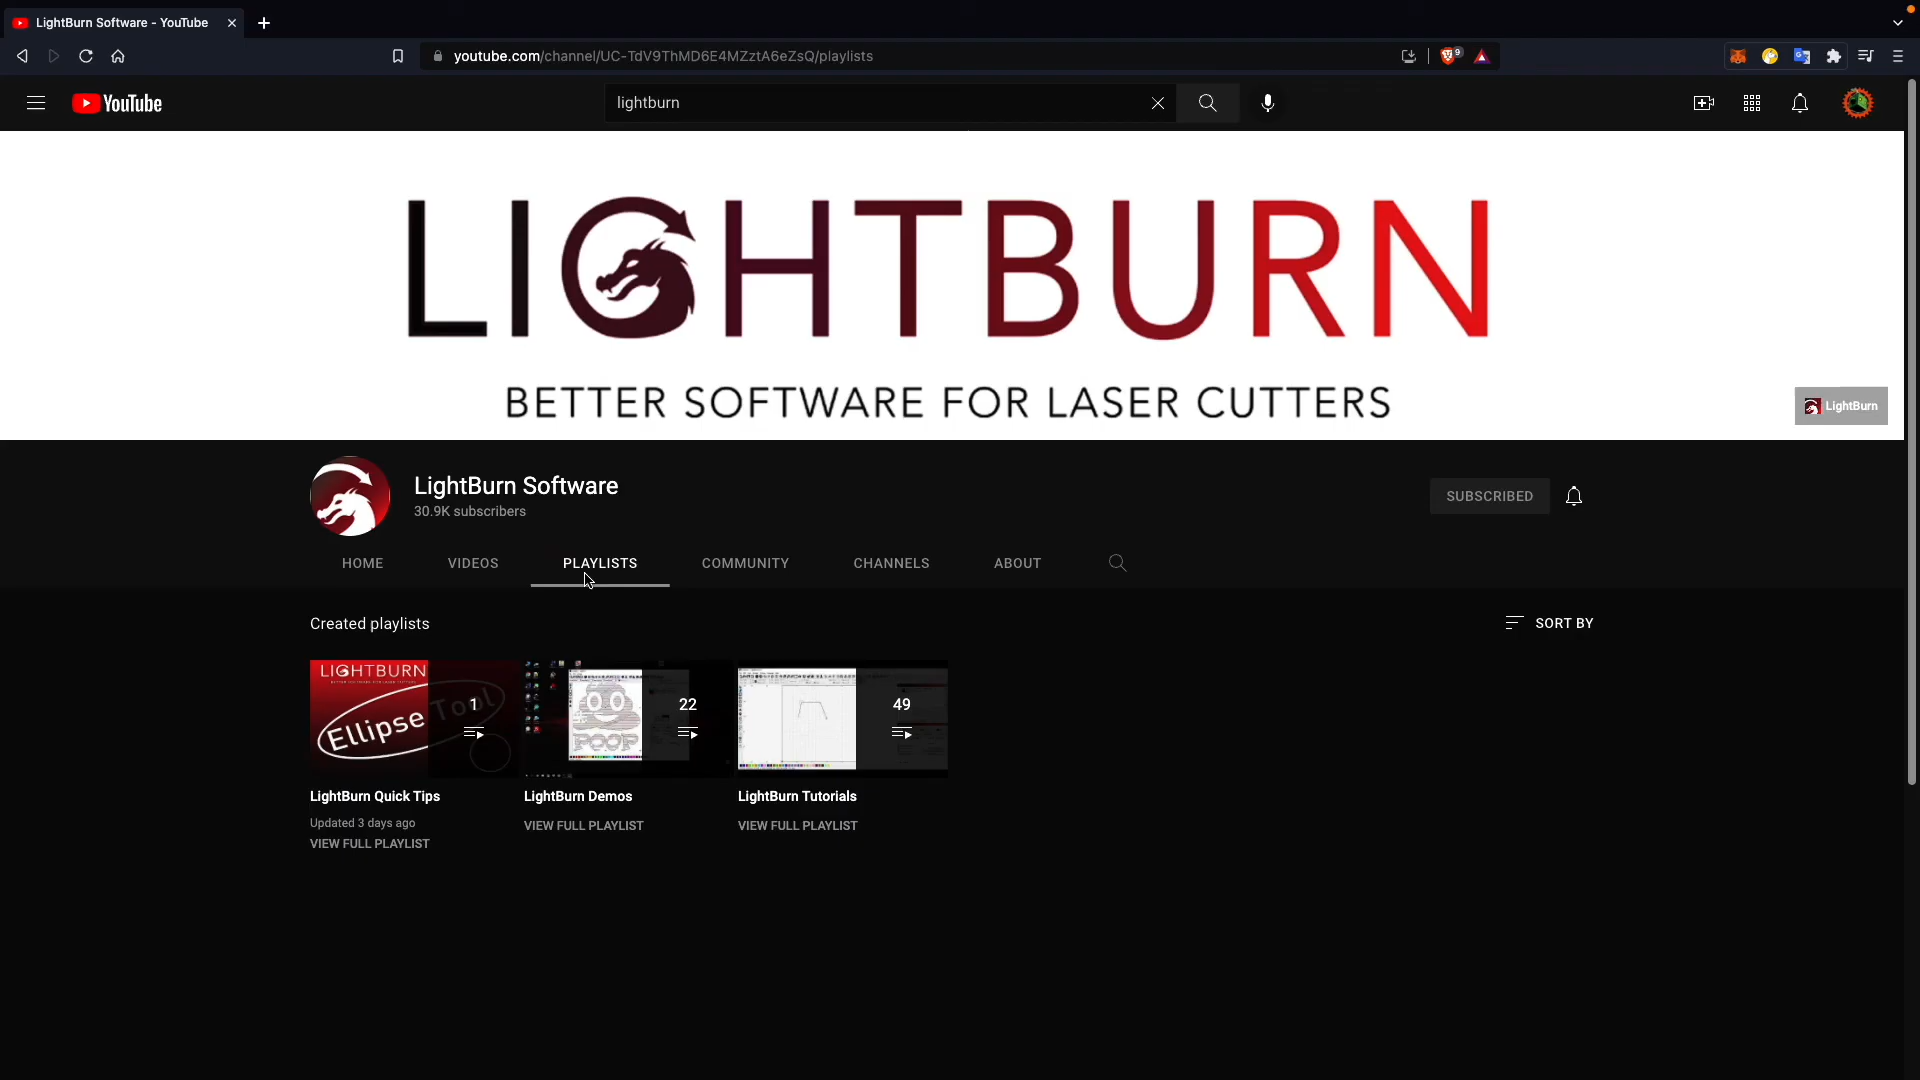 LightBurn Software - YouTube
youtube.com/channel/UC-TdV9ThMD6E4MZztA6eZsQ/playlists
9
YouTube
lightburn
LIGHTBURN
BETTER SOFTWARE FOR LASER CUTTERS
LightBurn
LightBurn Software
30.9K subscribers
SUBSCRIBED
HOME VIDEOS PLAYLISTS COMMUNITY CHANNELS ABOUT
Created playlists
SORT BY
LIGHTBURN
Ellipse Tool
1
POOP
22
49
LightBurn Quick Tips
Updated 3 days ago
VIEW FULL PLAYLIST
LightBurn Demos
VIEW FULL PLAYLIST
LightBurn Tutorials
VIEW FULL PLAYLIST